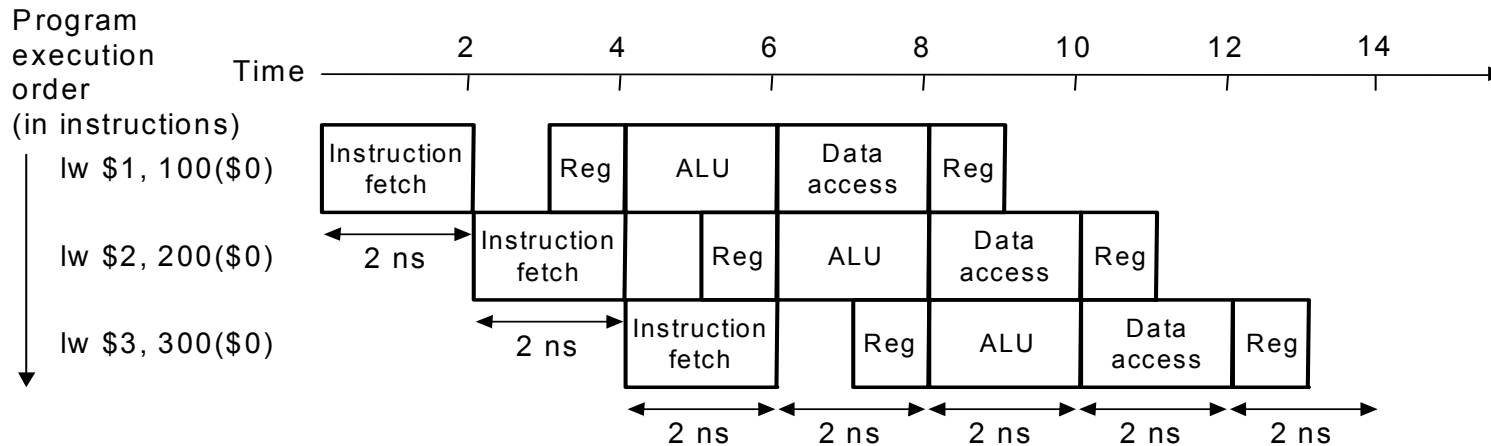 Program
execution
order
(in instructions)
Time
2 4 6 8 10 12 14
lw $1, 100($0)
Instruction
fetch
Reg
ALU
Data
access
Reg
2 ns
lw $2, 200($0)
Instruction
fetch
Reg
ALU
Data
access
Reg
2 ns
lw $3, 300($0)
Instruction
fetch
Reg
ALU
Data
access
Reg
2 ns 2 ns 2 ns 2 ns 2 ns